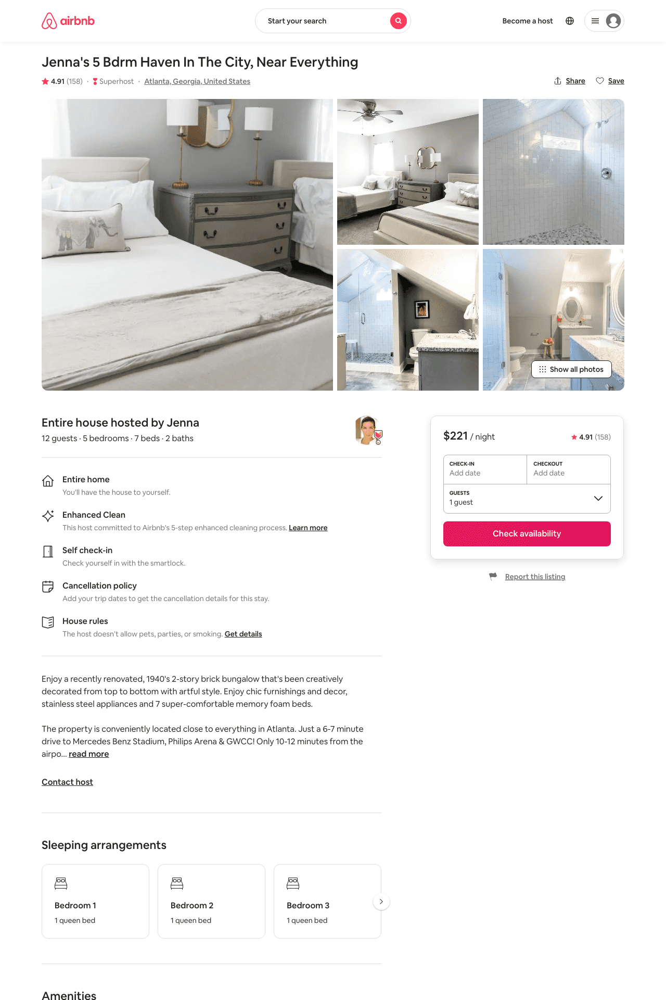 airbnb
Start your search
Become a host
Jenna's 5 Bdrm Haven In The City, Near Everything
4.91 (158) · Superhost · Atlanta, Georgia, United States
Share
Save
Show all photos
Entire house hosted by Jenna
12 guests · 5 bedrooms · 7 beds · 2 baths
Entire home
You'll have the house to yourself.
Enhanced Clean
This host committed to Airbnb's 5-step enhanced cleaning process. Learn more
Self check-in
Check yourself in with the smartlock.
Cancellation policy
Add your trip dates to get the cancellation details for this stay.
House rules
The host doesn't allow pets, parties, or smoking. Get details
$221 / night
4.91 (158)
CHECK-IN
Add date
CHECKOUT
Add date
GUESTS
1 guest
Check availability
Report this listing
Enjoy a recently renovated, 1940's 2-story brick bungalow that's been creatively
decorated from top to bottom with artful style. Enjoy chic furnishings and decor,
stainless steel appliances and 7 super-comfortable memory foam beds.
The property is conveniently located close to everything in Atlanta. Just a 6-7 minute
drive to Mercedes Benz Stadium, Philips Arena & GWCC! Only 10-12 minutes from the
airpo... read more
Contact host
Sleeping arrangements
Bedroom 1
1 queen bed
Bedroom 2
1 queen bed
Bedroom 3
1 queen bed
Amenities